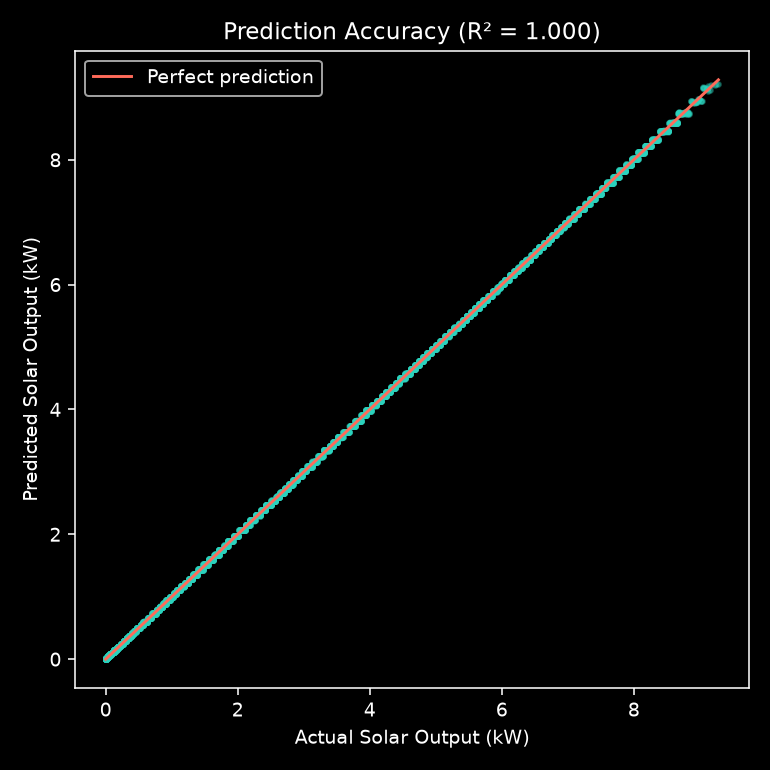 Prediction Accuracy (R² = 1.000)
Perfect prediction
Predicted Solar Output (kW)
8
6
4
2
0
0 2 4 6 8
Actual Solar Output (kW)